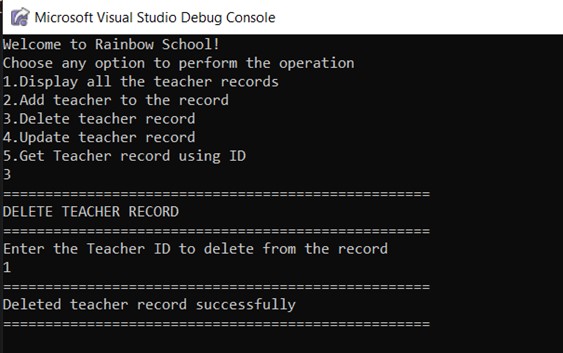 Microsoft Visual Studio Debug Console
Welcome to Rainbow School!
Choose any option to perform the operation
1.Display all the teacher records
2.Add teacher to the record
3.Delete teacher record
4.Update teacher record
5.Get Teacher record using ID
3
==================================================
DELETE TEACHER RECORD
==================================================
Enter the Teacher ID to delete from the record
1
==================================================
Deleted teacher record successfully
==================================================